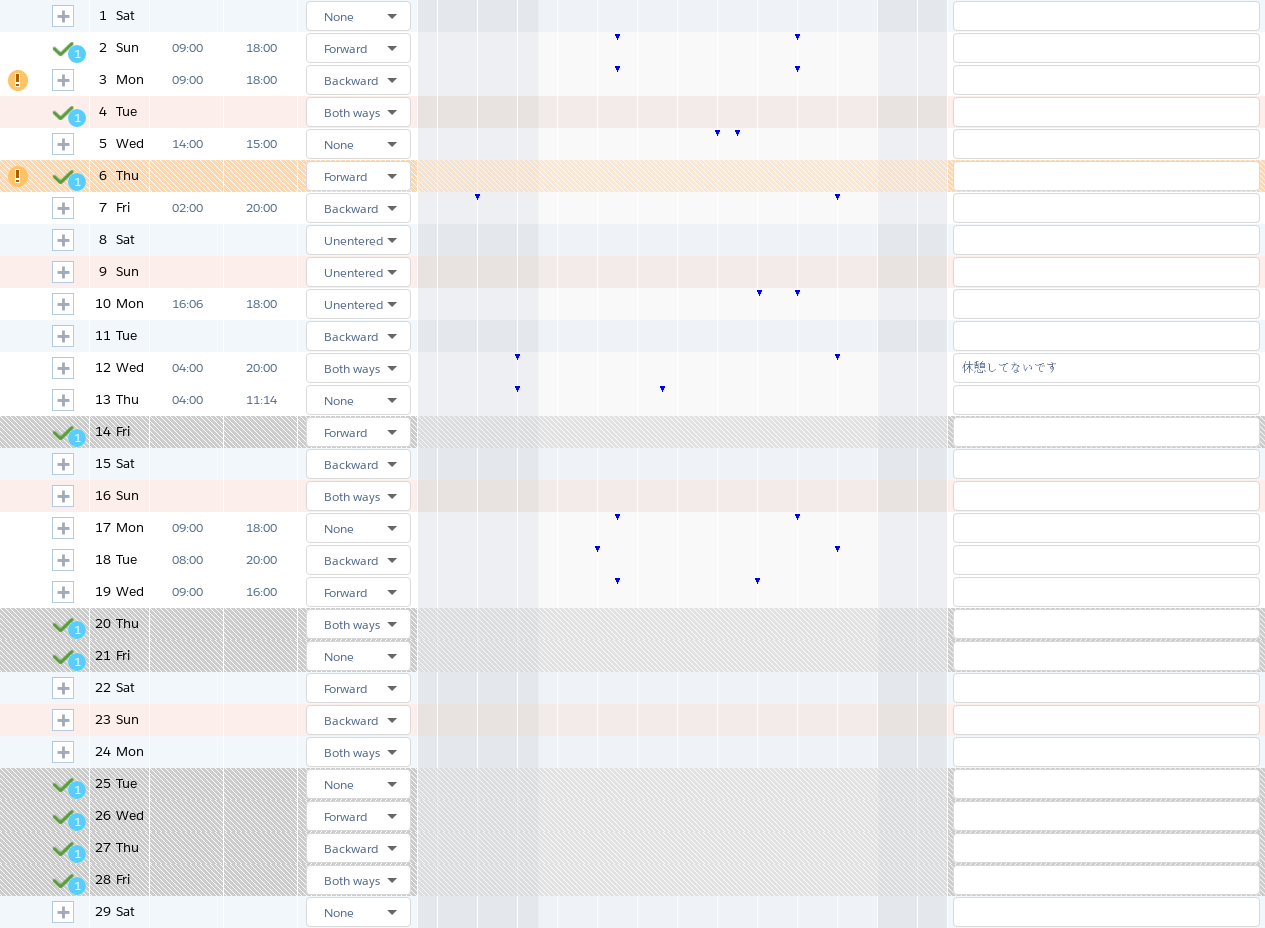 1 Sat None
1 2 Sun 09:00 18:00 Forward
! 3 Mon 09:00 18:00 Backward
1 4 Tue Both ways
5 Wed 14:00 15:00 None
! 1 6 Thu Forward
7 Fri 02:00 20:00 Backward
8 Sat Unentered
9 Sun Unentered
10 Mon 16:06 18:00 Unentered
11 Tue Backward
12 Wed 04:00 20:00 Both ways 休憩してないです
13 Thu 04:00 11:14 None
1 14 Fri Forward
15 Sat Backward
16 Sun Both ways
17 Mon 09:00 18:00 None
18 Tue 08:00 20:00 Backward
19 Wed 09:00 16:00 Forward
1 20 Thu Both ways
1 21 Fri None
22 Sat Forward
23 Sun Backward
24 Mon Both ways
1 25 Tue None
1 26 Wed Forward
1 27 Thu Backward
1 28 Fri Both ways
29 Sat None